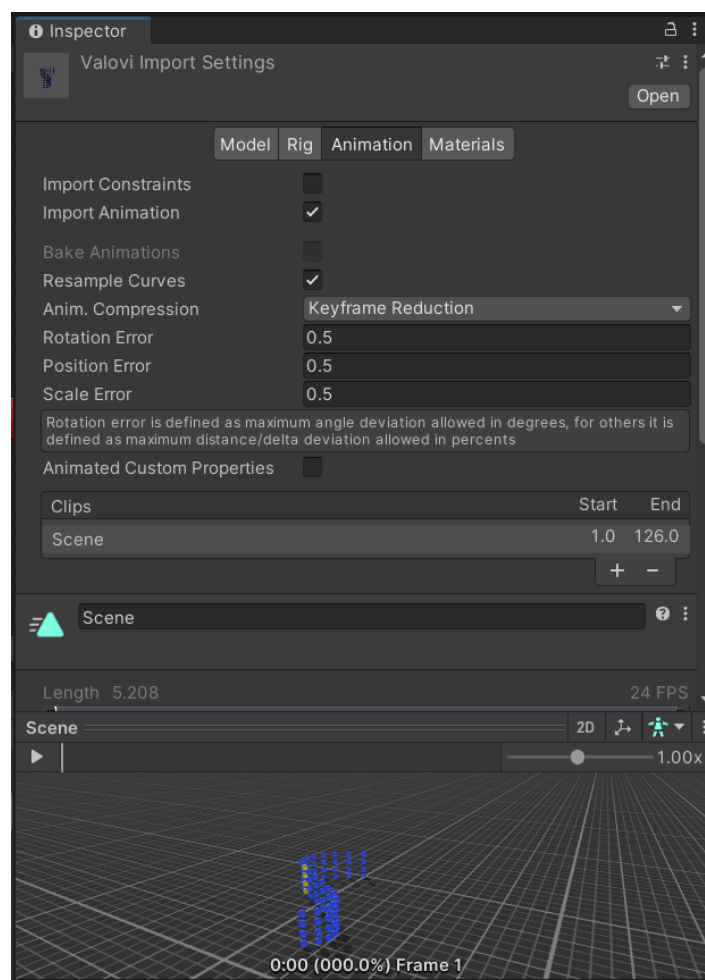 Inspector
Valovi Import Settings
Open
Model Rig Animation Materials
Import Constraints
Import Animation
Bake Animations
Resample Curves
Anim. Compression Keyframe Reduction
Rotation Error 0.5
Position Error 0.5
Scale Error 0.5
Rotation error is defined as maximum angle deviation allowed in degrees, for others it is
defined as maximum distance/delta deviation allowed in percents
Animated Custom Properties
Clips Start End
Scene 1.0 126.0
+ −
Scene
Length 5.208 24 FPS
Scene 2D
1.00x
0:00 (000.0%) Frame 1